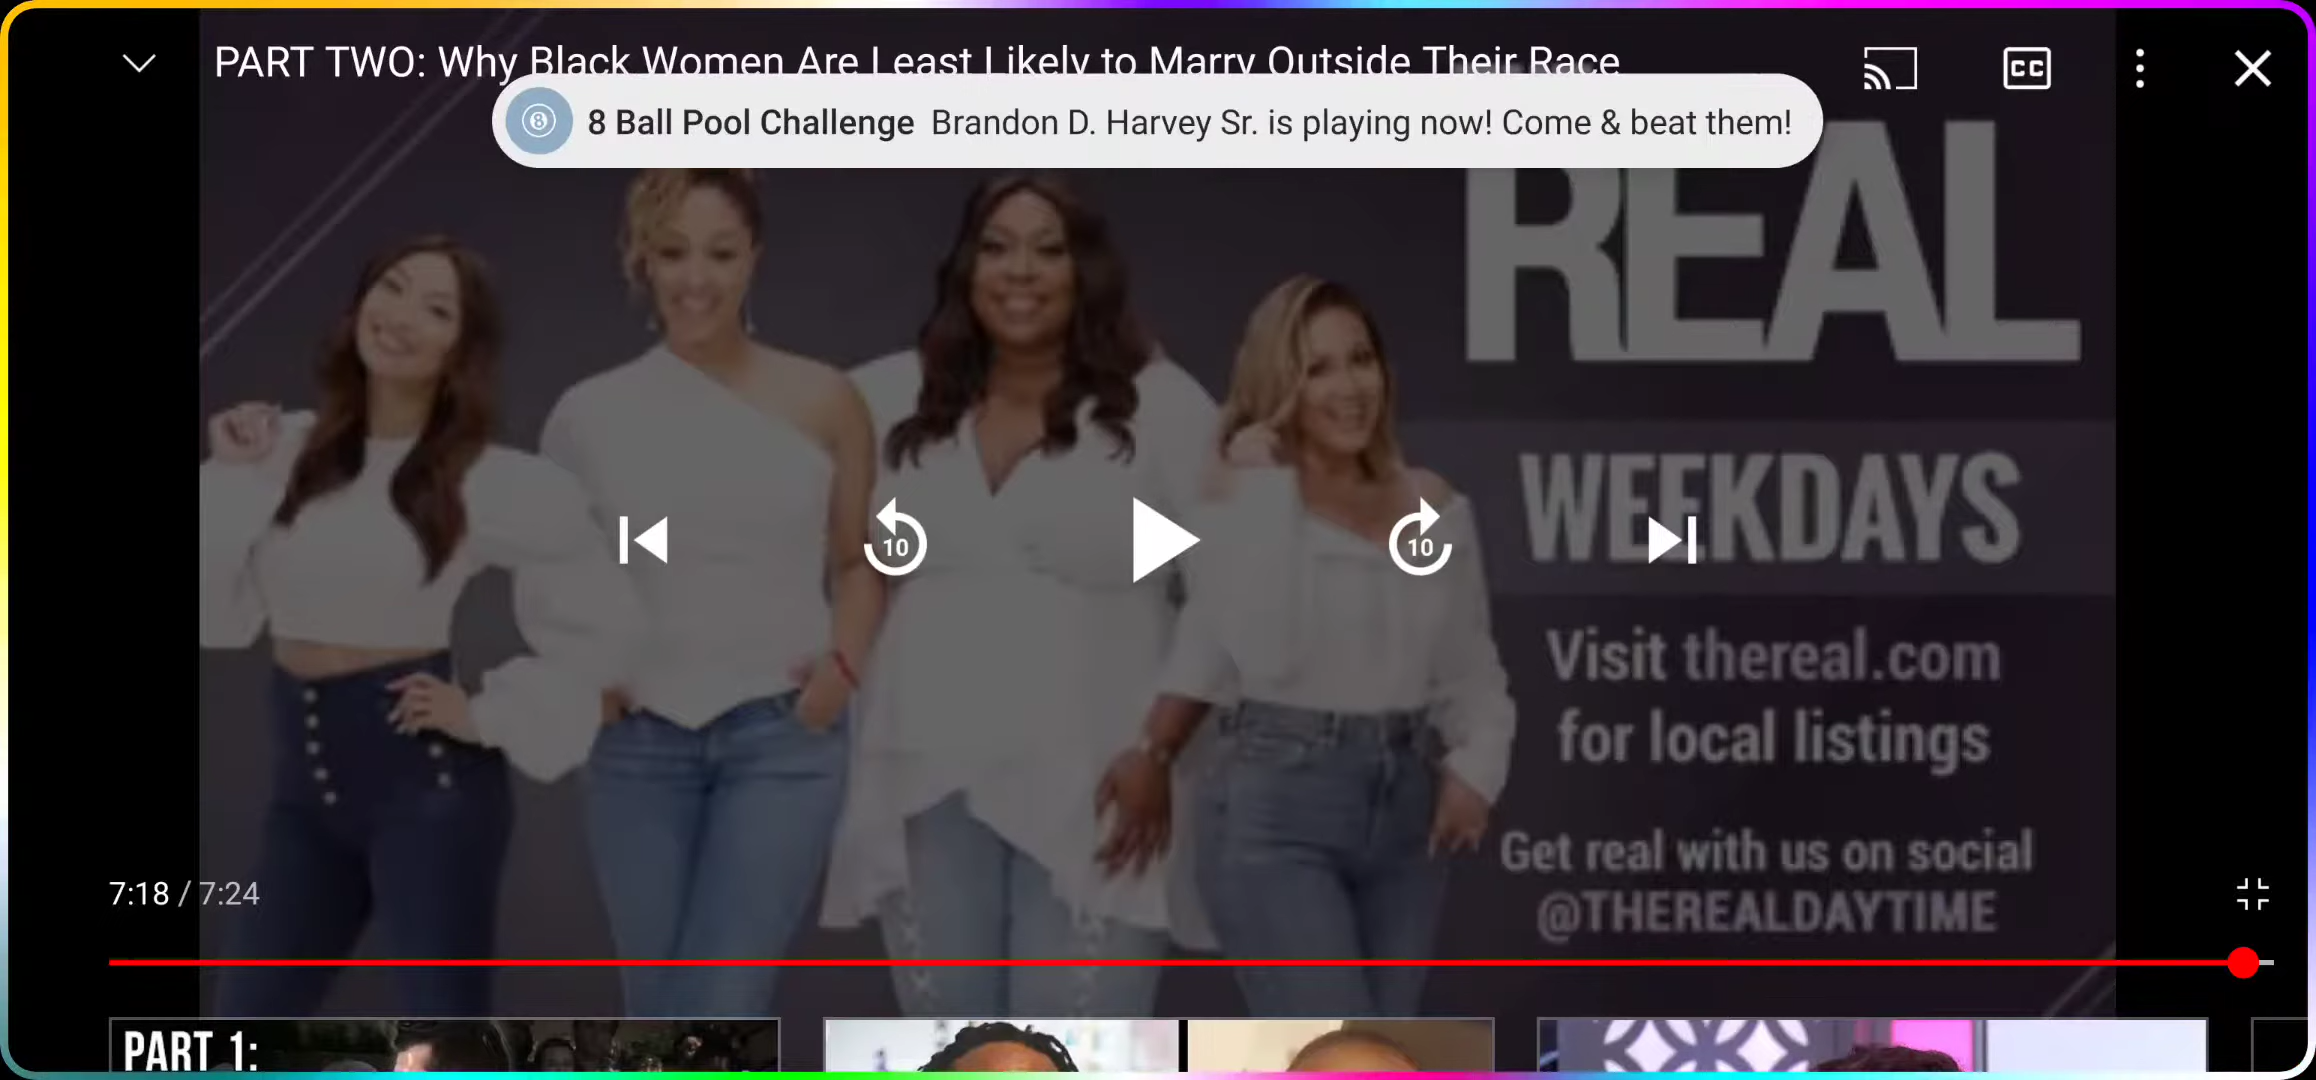 PART TWO: Why Black Women Are Least Likely to Marry Outside Their Race
CC
8 Ball Pool Challenge Brandon D. Harvey Sr. is playing now! Come & beat them!
8
REAL
WEEKDAYS
10
10
Visit thereal.com
for local listings
Get real with us on social
@THEREALDAYTIME
7:18 / 7:24
PART 1: